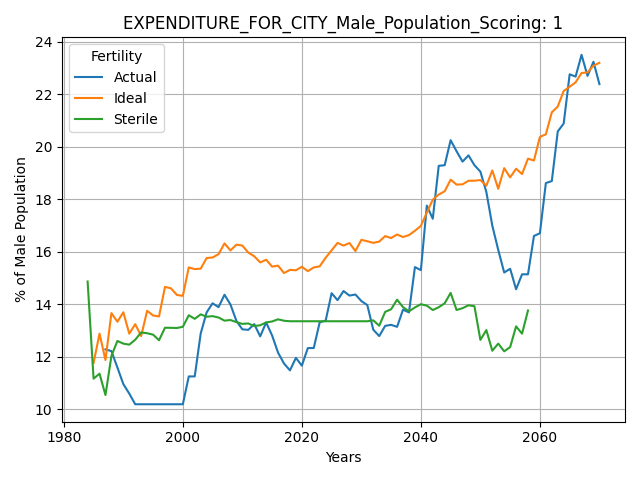 EXPENDITURE_FOR_CITY_Male_Population_Scoring: 1
Fertility
Actual
Ideal
Sterile
% of Male Population
24
22
20
18
16
14
12
10
1980 2000 2020 2040 2060
Years